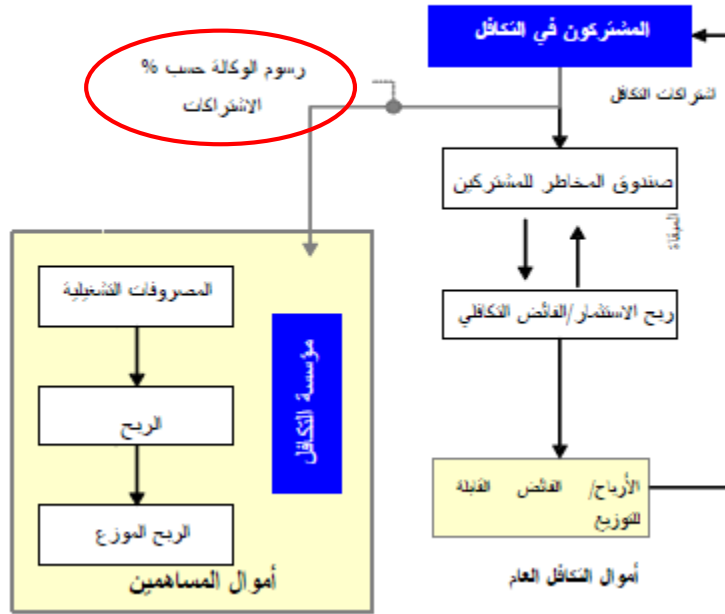 المشتركون في التكافل
رسوم الوكالة حسب %
الاشتراكات
اشتراكات التكافل
صندوق المخاطر للمشتركين
المبقاة
المصروفات التشغيلية
ربح الاستثمار/الفائض التكافلي
مؤسسة التكافل
الربح
الأرباح/ الفائض القابلة
للتوزيع
الربح الموزع
أموال المساهمين
أموال التكافل العام